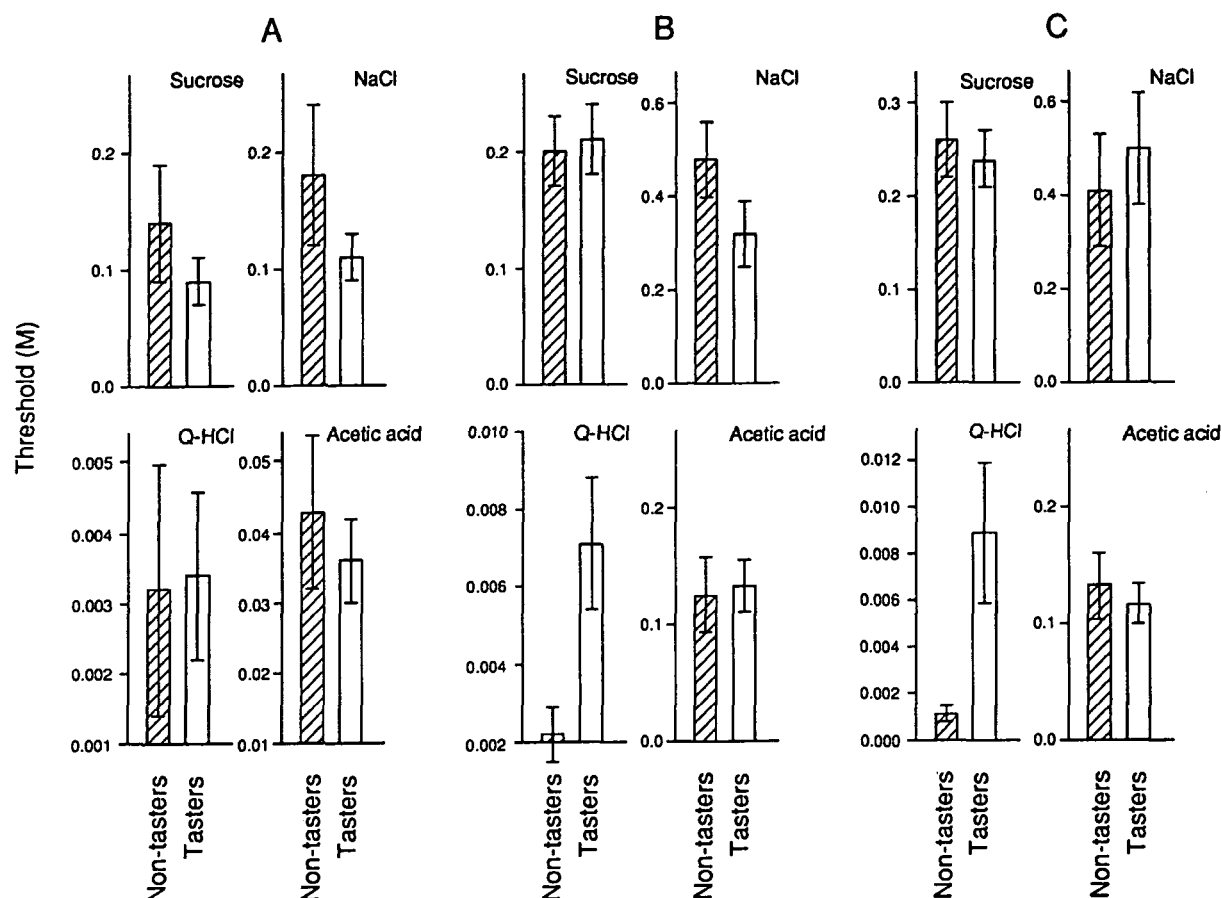 A
B
C
Threshold (M)
Sucrose
0.2
0.1
0.0
NaCl
0.2
0.1
0.0
Sucrose
0.2
0.1
0.0
NaCl
0.6
0.4
0.2
0.0
Sucrose
0.3
0.2
0.1
0.0
NaCl
0.6
0.4
0.2
0.0
Q-HCl
0.005
0.004
0.003
0.002
0.001
Acetic acid
0.05
0.04
0.03
0.02
0.01
Q-HCl
0.010
0.008
0.006
0.004
0.002
Acetic acid
0.2
0.1
0.0
Q-HCl
0.012
0.010
0.008
0.006
0.004
0.002
0.000
Acetic acid
0.2
0.1
0.0
Non-tasters
Tasters
Non-tasters
Tasters
Non-tasters
Tasters
Non-tasters
Tasters
Non-tasters
Tasters
Non-tasters
Tasters